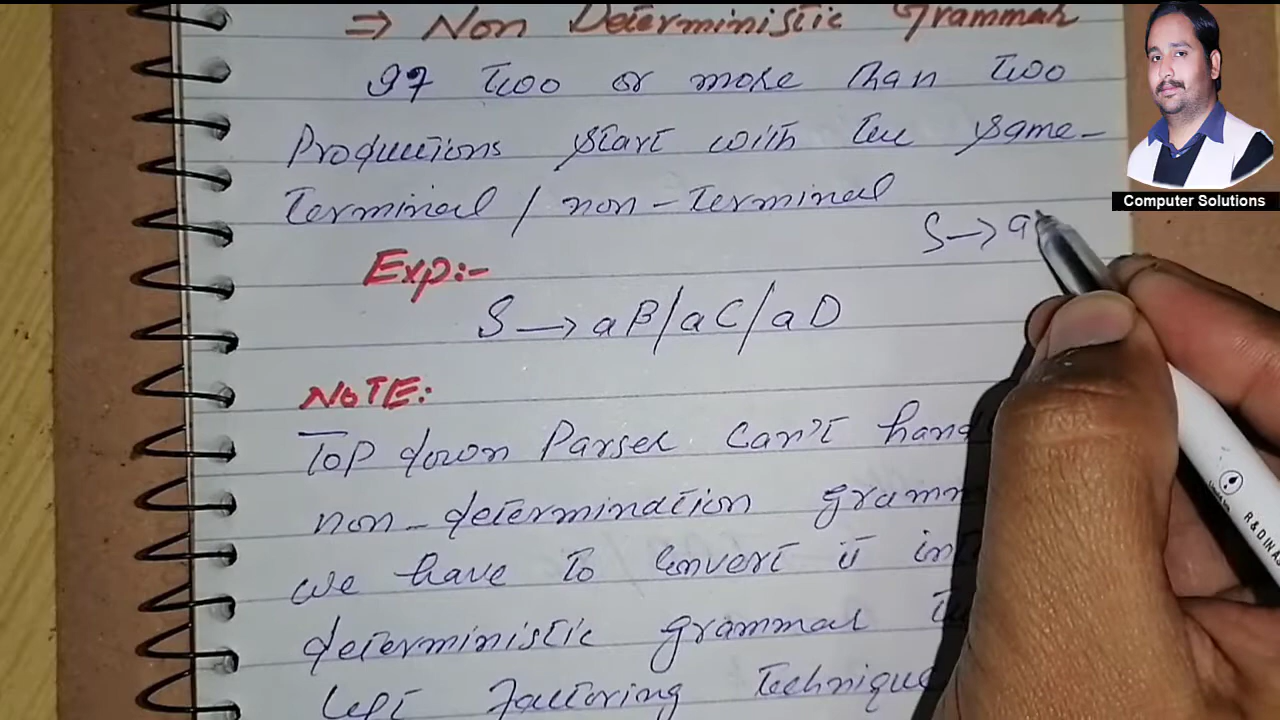 ⇒ Non Deterministic Grammar
If two or more than two
Productions start with the same
Terminal / non-Terminal
S → a
Exp:-
S → aB/aC/aD
NOTE:
Top down Parser can't
non-determination
we have to convert it
deterministic grammar
left factoring Technique
Computer Solutions